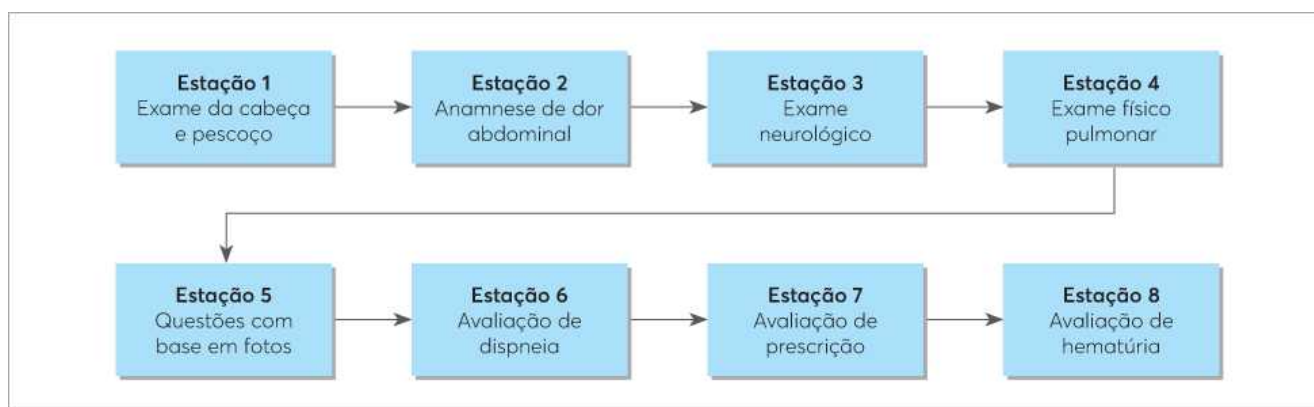 Estação 1
Exame da cabeça
e pescoço
Estação 2
Anamnese de dor
abdominal
Estação 3
Exame
neurológico
Estação 4
Exame físico
pulmonar
Estação 5
Questões com
base em fotos
Estação 6
Avaliação de
dispneia
Estação 7
Avaliação de
prescrição
Estação 8
Avaliação de
hematúria